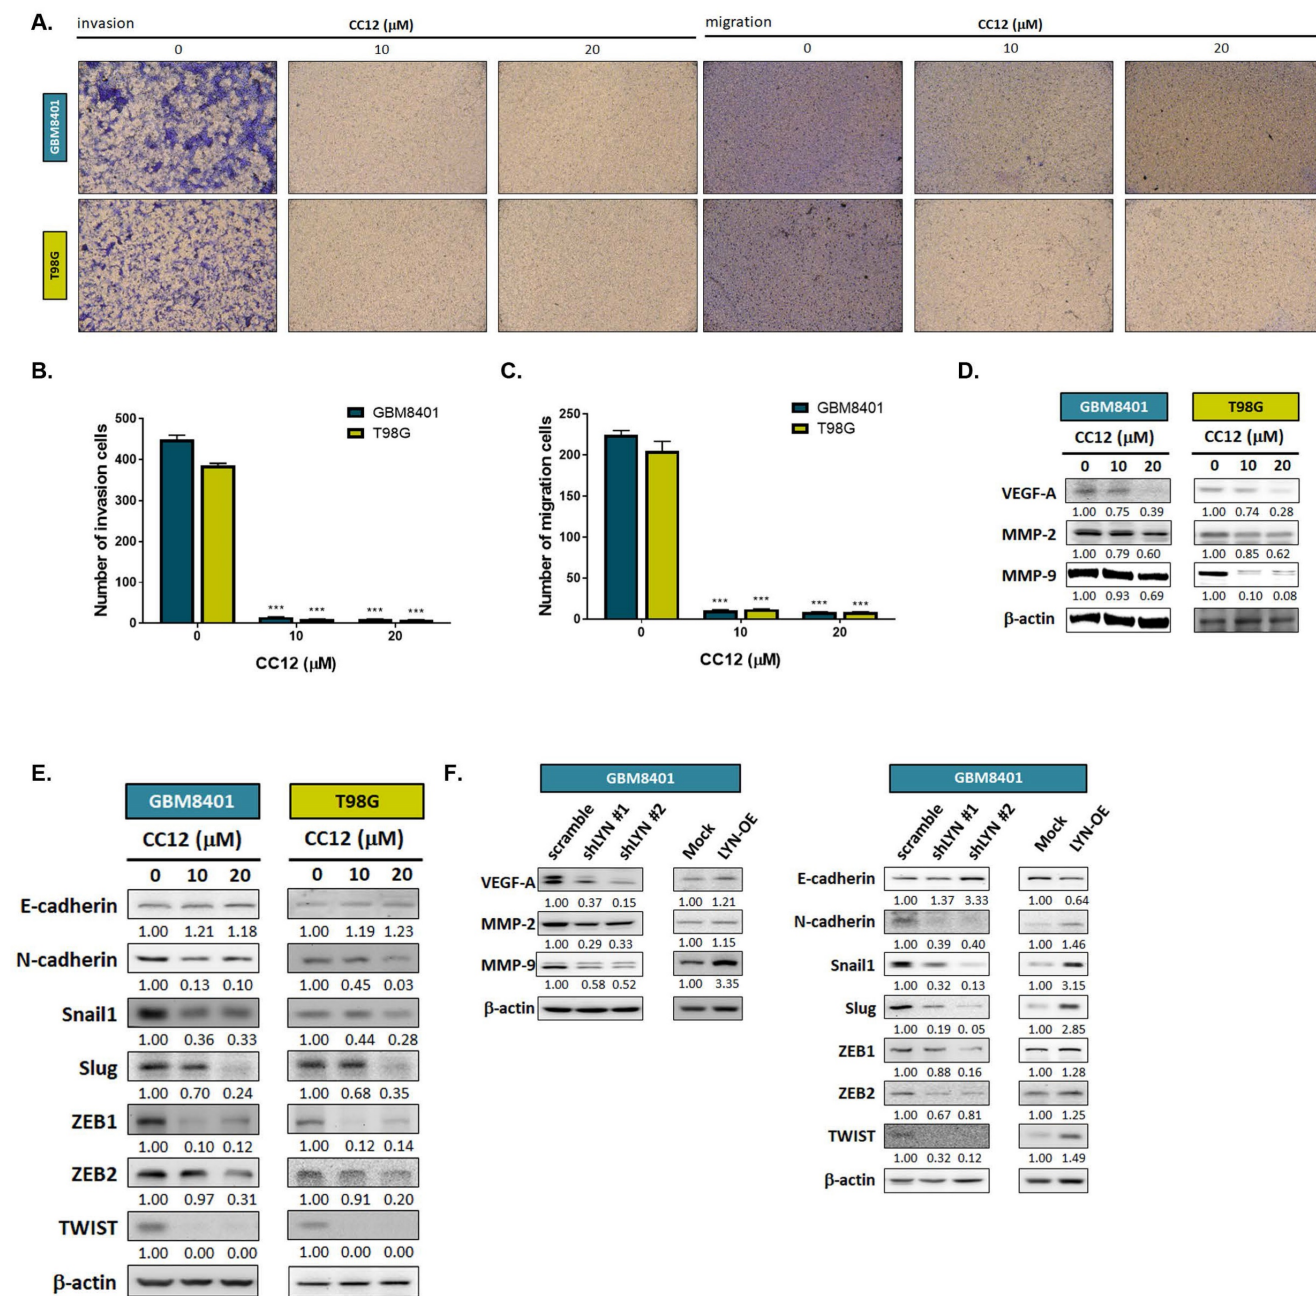 A.
invasion CC12 (μM) migration CC12 (μM)
0 10 20 0 10 20
GBM8401
T98G
B.
Number of invasion cells
500
400
300
200
100
0
GBM8401
T98G
*** *** *** ***
0 10 20
CC12 (μM)
C.
Number of migration cells
250
200
150
100
50
0
GBM8401
T98G
*** *** *** ***
0 10 20
CC12 (μM)
D.
GBM8401 T98G
CC12 (μM) CC12 (μM)
0 10 20 0 10 20
VEGF-A
1.00 0.75 0.39 1.00 0.74 0.28
MMP-2
1.00 0.79 0.60 1.00 0.85 0.62
MMP-9
1.00 0.93 0.69 1.00 0.10 0.08
β-actin
E.
GBM8401 T98G
CC12 (μM) CC12 (μM)
0 10 20 0 10 20
E-cadherin
1.00 1.21 1.18 1.00 1.19 1.23
N-cadherin
1.00 0.13 0.10 1.00 0.45 0.03
Snail1
1.00 0.36 0.33 1.00 0.44 0.28
Slug
1.00 0.70 0.24 1.00 0.68 0.35
ZEB1
1.00 0.10 0.12 1.00 0.12 0.14
ZEB2
1.00 0.97 0.31 1.00 0.91 0.20
TWIST
1.00 0.00 0.00 1.00 0.00 0.00
β-actin
F.
GBM8401
scramble shLYN #1 shLYN #2 Mock LYN-OE
VEGF-A
1.00 0.37 0.15 1.00 1.21
MMP-2
1.00 0.29 0.33 1.00 1.15
MMP-9
1.00 0.58 0.52 1.00 3.35
β-actin
GBM8401
scramble shLYN #1 shLYN #2 Mock LYN-OE
E-cadherin
1.00 1.37 3.33 1.00 0.64
N-cadherin
1.00 0.39 0.40 1.00 1.46
Snail1
1.00 0.32 0.13 1.00 3.15
Slug
1.00 0.19 0. 05 1.00 2.85
ZEB1
1.00 0.88 0.16 1.00 1.28
ZEB2
1.00 0.67 0.81 1.00 1.25
TWIST
1.00 0.32 0.12 1.00 1.49
β-actin